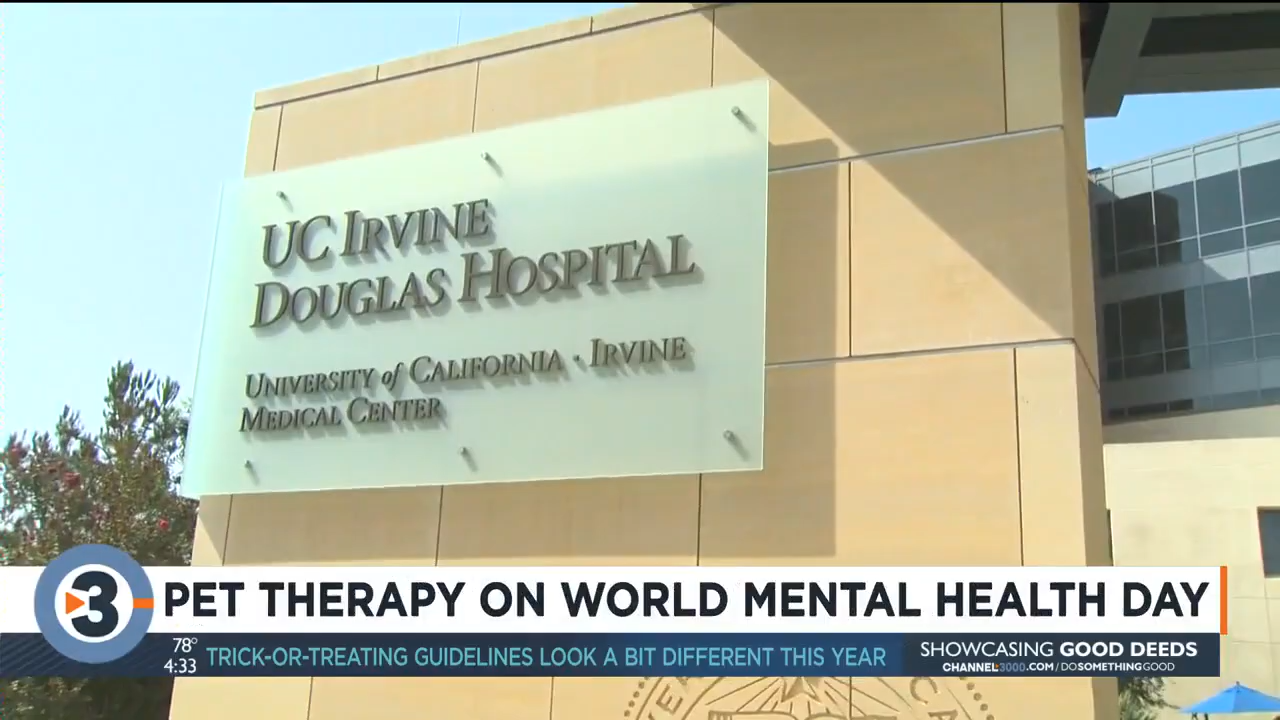 UC IRVINE
DOUGLAS HOSPITAL
UNIVERSITY of CALIFORNIA · IRVINE
MEDICAL CENTER
3
PET THERAPY ON WORLD MENTAL HEALTH DAY
78°
4:33
TRICK-OR-TREATING GUIDELINES LOOK A BIT DIFFERENT THIS YEAR
SHOWCASING GOOD DEEDS
CHANNEL3000.COM / DOSOMETHINGGOOD